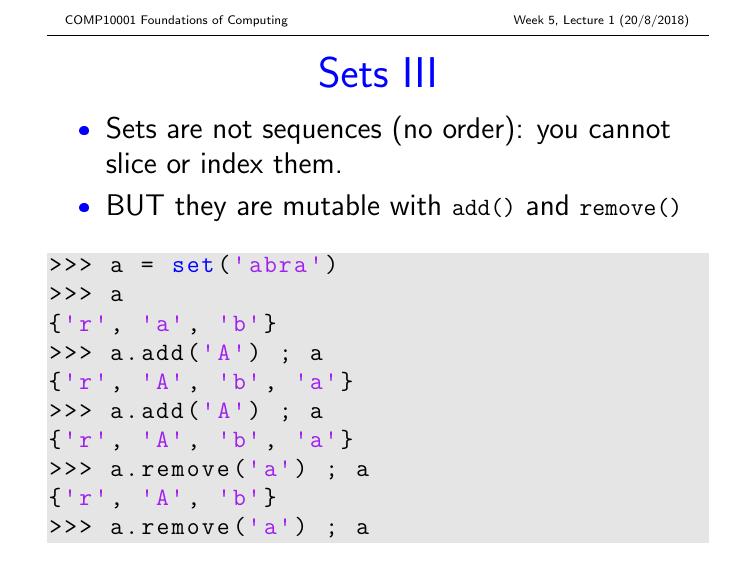 COMP10001 Foundations of Computing Week 5, Lecture 1 (20/8/2018)
Sets III
• Sets are not sequences (no order): you cannot
slice or index them.
• BUT they are mutable with add() and remove()
>>> a = set('abra')
>>> a
{'r', 'a', 'b'}
>>> a.add('A') ; a
{'r', 'A', 'b', 'a'}
>>> a.add('A') ; a
{'r', 'A', 'b', 'a'}
>>> a.remove('a') ; a
{'r', 'A', 'b'}
>>> a.remove('a') ; a